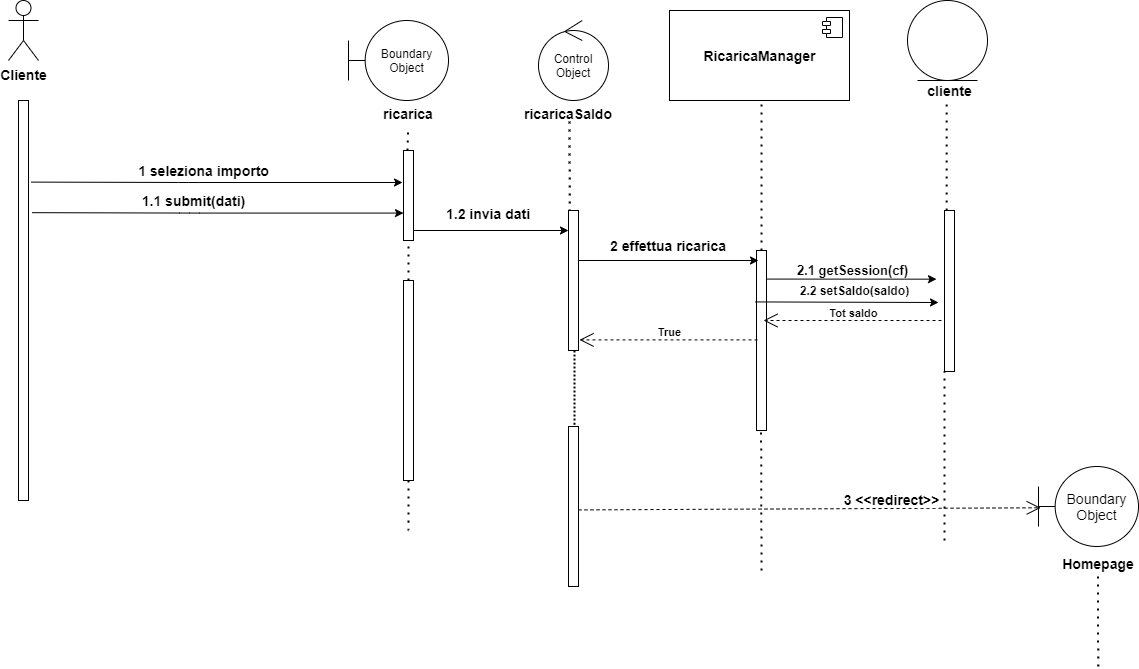 Cliente
Boundary
Object
ricarica
Control
Object
ricaricaSaldo
RicaricaManager
cliente
1 seleziona importo
1.1 submit(dati)
1.2 invia dati
2 effettua ricarica
2.1 getSession(cf)
2.2 setSaldo(saldo)
Tot saldo
True
3 <<redirect>>
Boundary
Object
Homepage